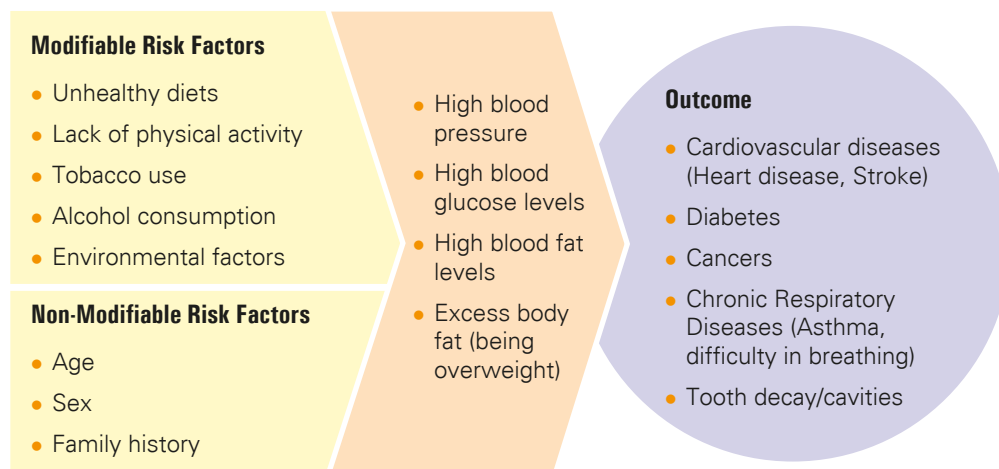 Modifiable Risk Factors
• Unhealthy diets
• Lack of physical activity
• Tobacco use
• Alcohol consumption
• Environmental factors
Non-Modifiable Risk Factors
• Age
• Sex
• Family history
• High blood
pressure
• High blood
glucose levels
• High blood fat
levels
• Excess body
fat (being
overweight)
Outcome
• Cardiovascular diseases
(Heart disease, Stroke)
• Diabetes
• Cancers
• Chronic Respiratory
Diseases (Asthma,
difficulty in breathing)
• Tooth decay/cavities